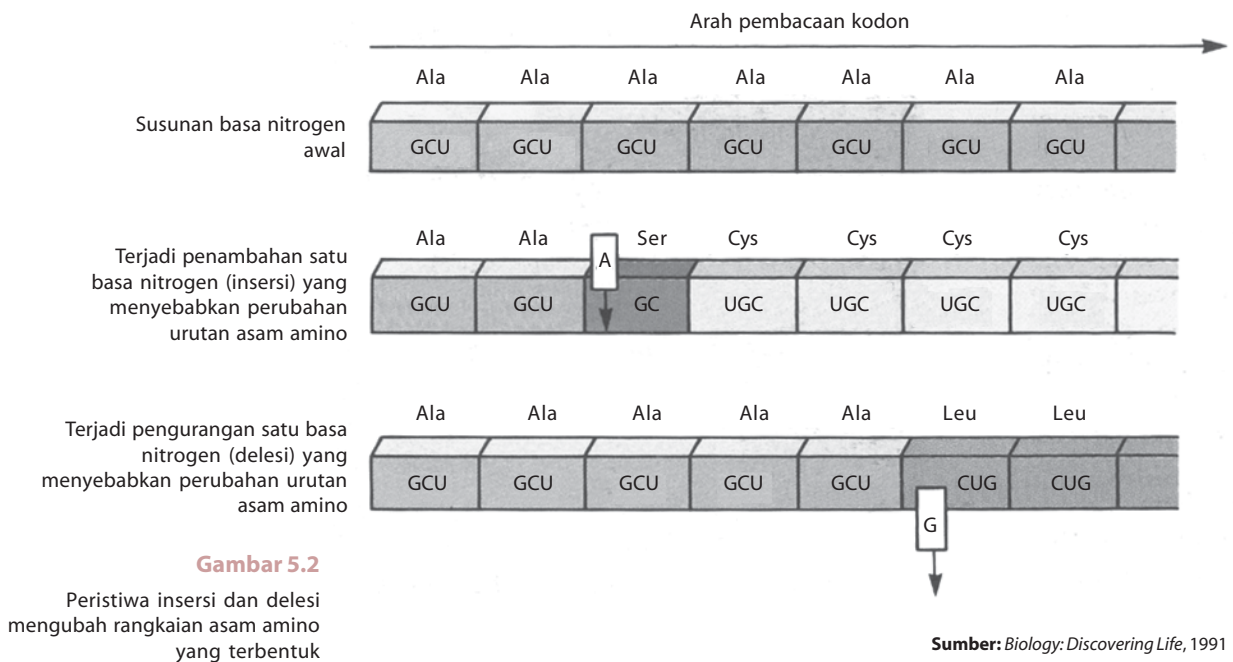 Arah pembacaan kodon
Ala Ala Ala Ala Ala Ala Ala
Susunan basa nitrogen
awal
GCU GCU GCU GCU GCU GCU GCU
Ala Ala Ser Cys Cys Cys Cys
Terjadi penambahan satu
basa nitrogen (insersi) yang
menyebabkan perubahan
urutan asam amino
A
GCU GCU GC UGC UGC UGC UGC
Ala Ala Ala Ala Ala Leu Leu
Terjadi pengurangan satu basa
nitrogen (delesi) yang
menyebabkan perubahan urutan
asam amino
GCU GCU GCU GCU GCU CUG CUG
G
Gambar 5.2
Peristiwa insersi dan delesi
mengubah rangkaian asam amino
yang terbentuk
Sumber: Biology: Discovering Life, 1991